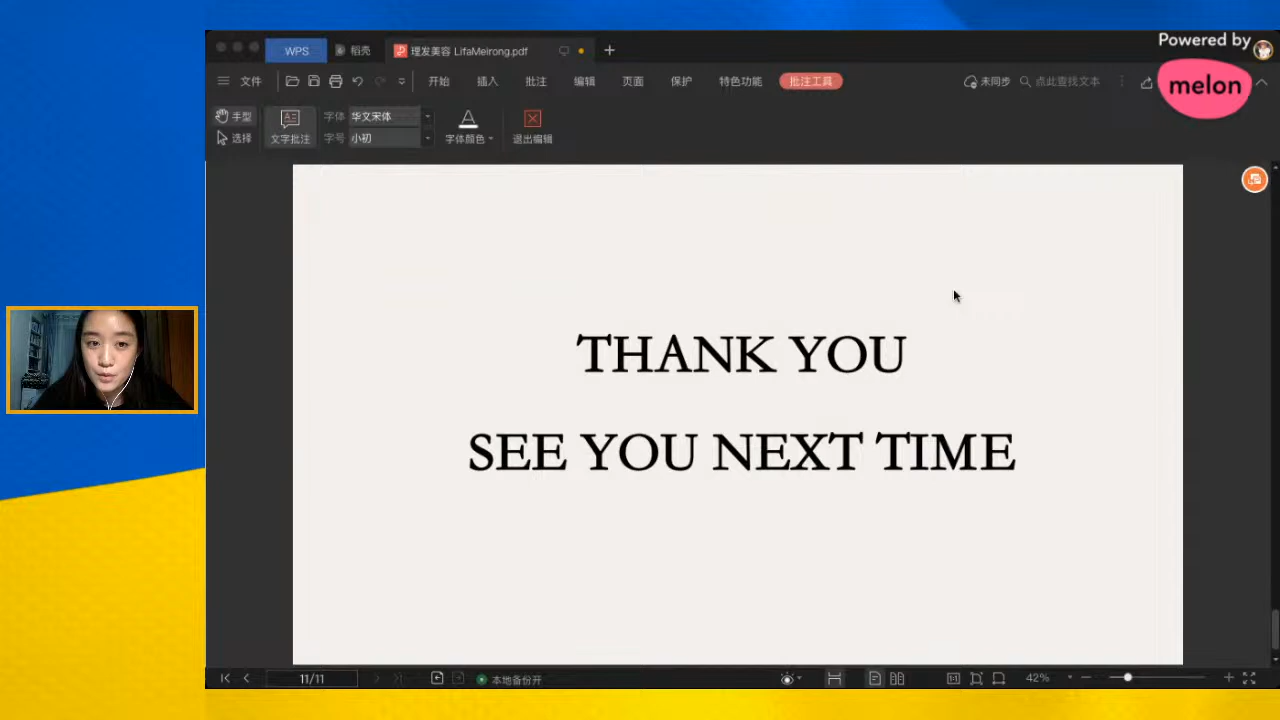 Powered by
melon
WPS
稻壳
理发美容 LifaMeirong.pdf
文件
开始
插入
批注
编辑
页面
保护
特色功能
批注工具
未同步
点此查找文本
手型
选择
文字批注
字体
华文宋体
字号
小初
字体颜色
退出编辑
THANK YOU
SEE YOU NEXT TIME
11/11
本地备份开
42%